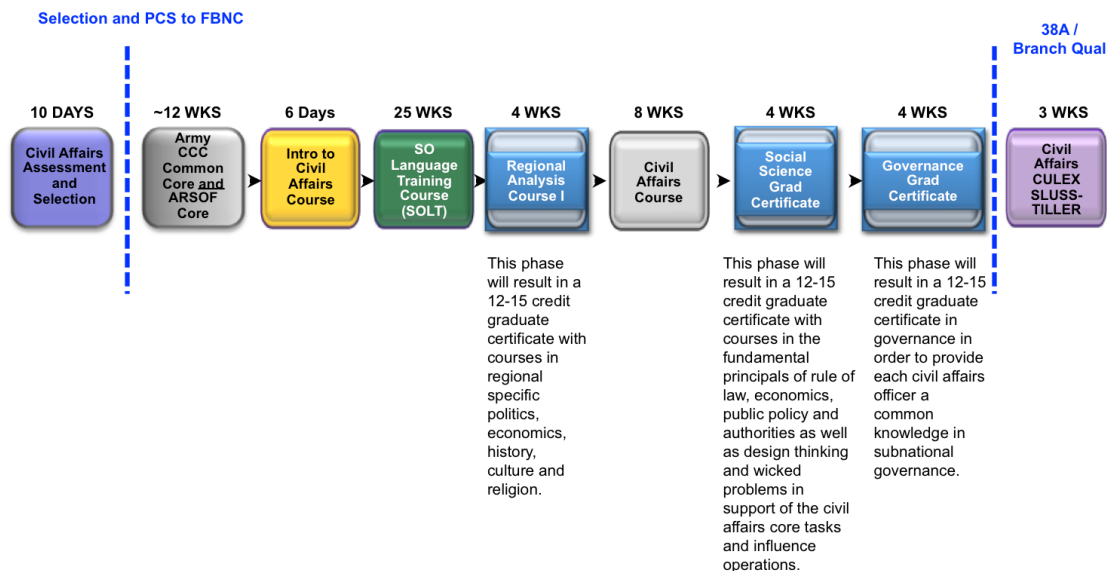 Selection and PCS to FBNC
38A /
Branch Qual
10 DAYS
~12 WKS
6 Days
25 WKS
4 WKS
8 WKS
4 WKS
4 WKS
3 WKS
Civil Affairs
Assessment
and
Selection
Army
CCC
Common
Core and
ARSOF
Core
Intro to
Civil
Affairs
Course
SO
Language
Training
Course
(SOLT)
Regional
Analysis
Course I
Civil
Affairs
Course
Social
Science
Grad
Certificate
Governance
Grad
Certificate
Civil
Affairs
CULEX
SLUSS-
TILLER
This phase
will result in a
12-15 credit
graduate
certificate with
courses in
regional
specific
politics,
economics,
history,
culture and
religion.
This phase will
result in a 12-15
credit graduate
certificate with
courses in the
fundamental
principals of rule of
law, economics,
public policy and
authorities as well
as design thinking
and wicked
problems in
support of the civil
affairs core tasks
and influence
operations.
This phase will
result in a 12-15
credit graduate
certificate in
governance in
order to provide
each civil affairs
officer a
common
knowledge in
subnational
governance.